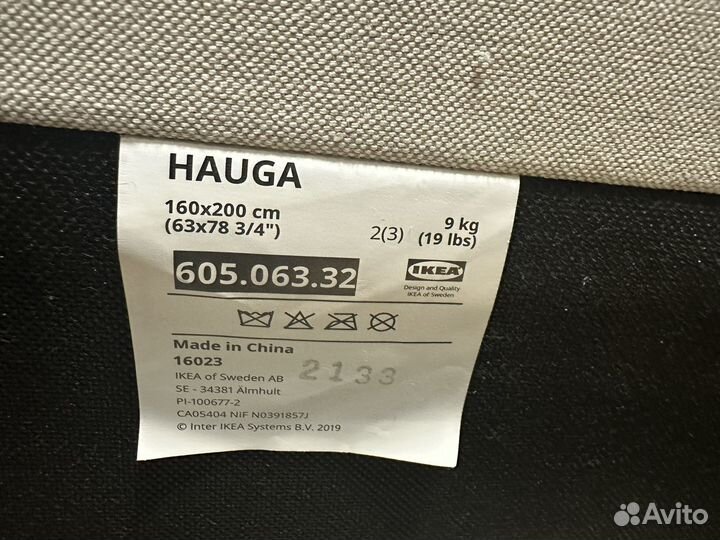 HAUGA
160x200 cm
(63x78 3/4")
2(3)
9 kg
(19 lbs)
605.063.32
IKEA
Design and Quality
IKEA of Sweden
Made in China
16023
2133
IKEA of Sweden AB
SE - 34381 Älmhult
PI-100677-2
CA05404 NIF N0391857J
© Inter IKEA Systems B.V. 2019
Avito